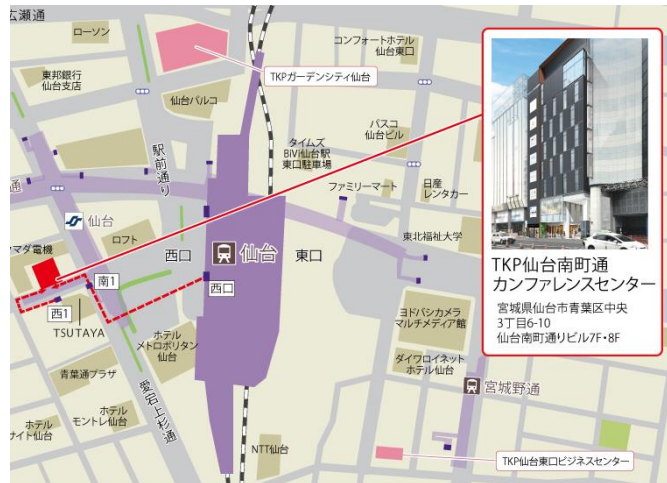 広瀬通
ローソン
コンフォートホテル
仙台東口
TKPガーデンシティ仙台
東邦銀行
仙台支店
仙台パルコ
パスコ
仙台ビル
タイムズ
BiVi仙台駅
東口駐車場
駅前通り
ファミリーマート
日産
レンタカー
通
仙台
ロフト
東北福祉大学
ヤマダ電機
西口
仙台
東口
南1
西口
西1
TSUTAYA
ヨドバシカメラ
マルチメディア館
ホテル
メトロポリタン
仙台
ダイワロイネット
ホテル仙台
青葉通プラザ
愛宕上杉通
宮城野通
ホテル
モントレ仙台
ホテル
サイト仙台
NTT仙台
TKP仙台東口ビジネスセンター
TKP仙台南町通
カンファレンスセンター
宮城県仙台市青葉区中央
3丁目6-10
仙台南町通りビル7F・8F